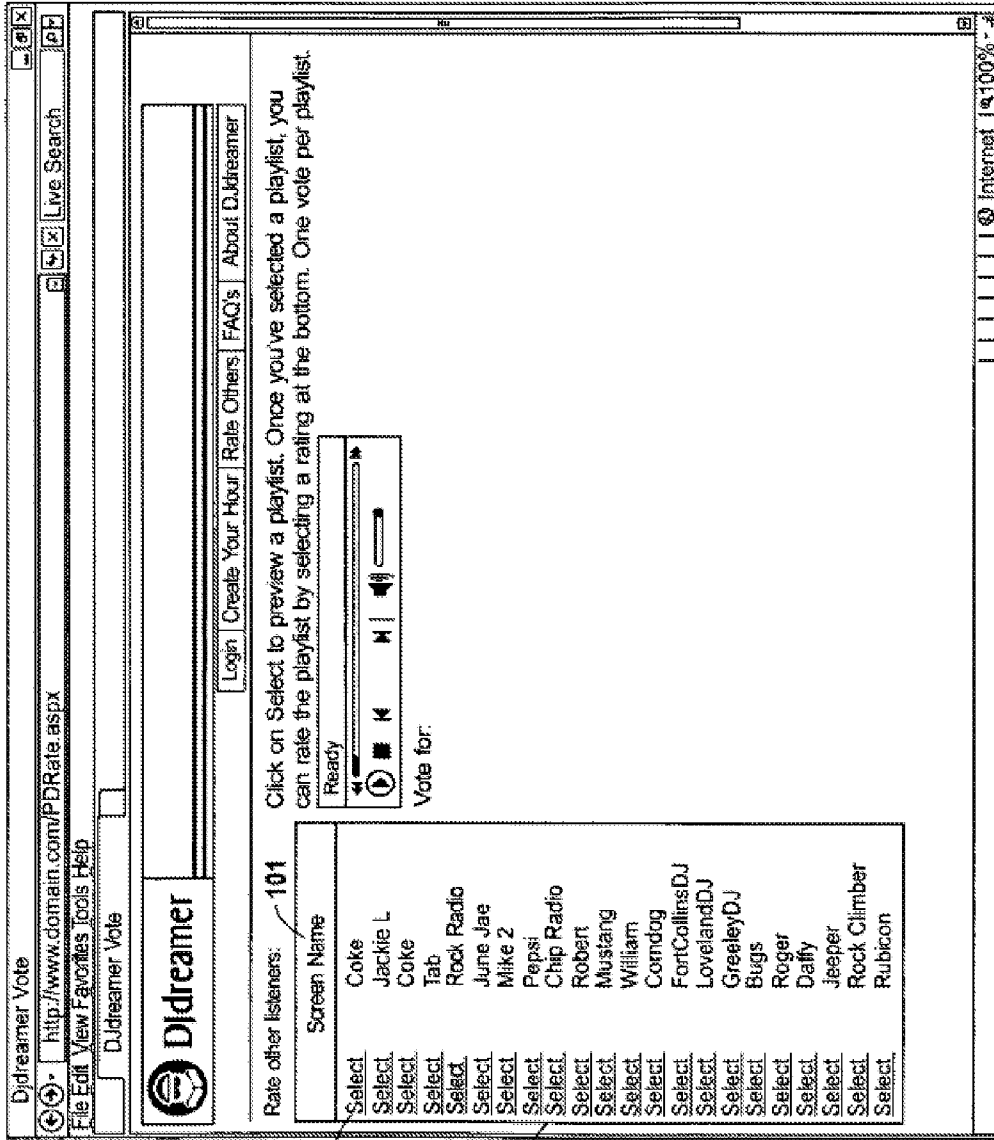 Djdreamer Vote
http://www.domain.com/PDRate.aspx
Live Search
File Edit View Favorites Tools Help
DJdreamer Vote
DJdreamer
Login | Create Your Hour | Rate Others | FAQ's | About DJdreamer
Rate other listeners:
101
Click on Select to preview a playlist. Once you've selected a playlist, you
can rate the playlist by selecting a rating at the bottom. One vote per playlist.
Ready
Vote for:
Screen Name
Select Coke
Select Jackie L
Select Coke
Select Tab
Select Rock Radio
Select June Jae
Select Mike 2
Select Pepsi
Select Chip Radio
Select Robert
Select Mustang
Select William
Select Corndog
Select FortCollinsDJ
Select LovelandDJ
Select GreeleyDJ
Select Bugs
Select Roger
Select Daffy
Select Jeeper
Select Rock Climber
Select Rubicon
Internet
100%